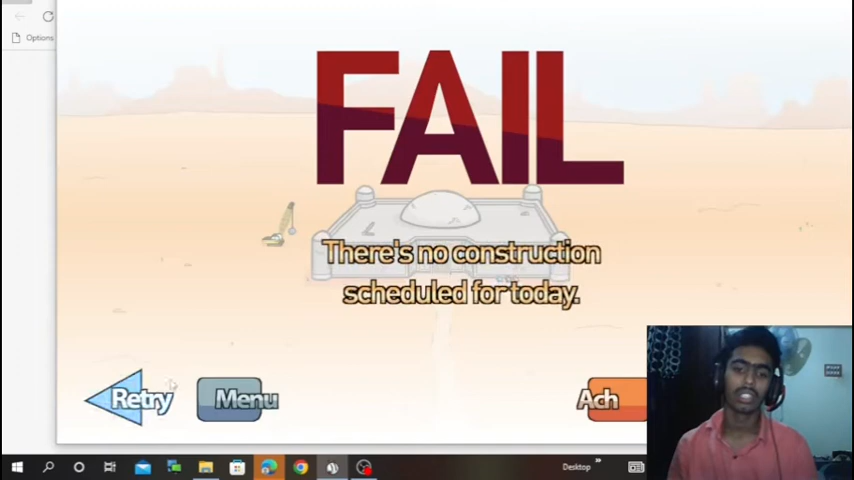 Options
FAIL
There's no construction
scheduled for today.
Retry
Menu
Ach
Desktop